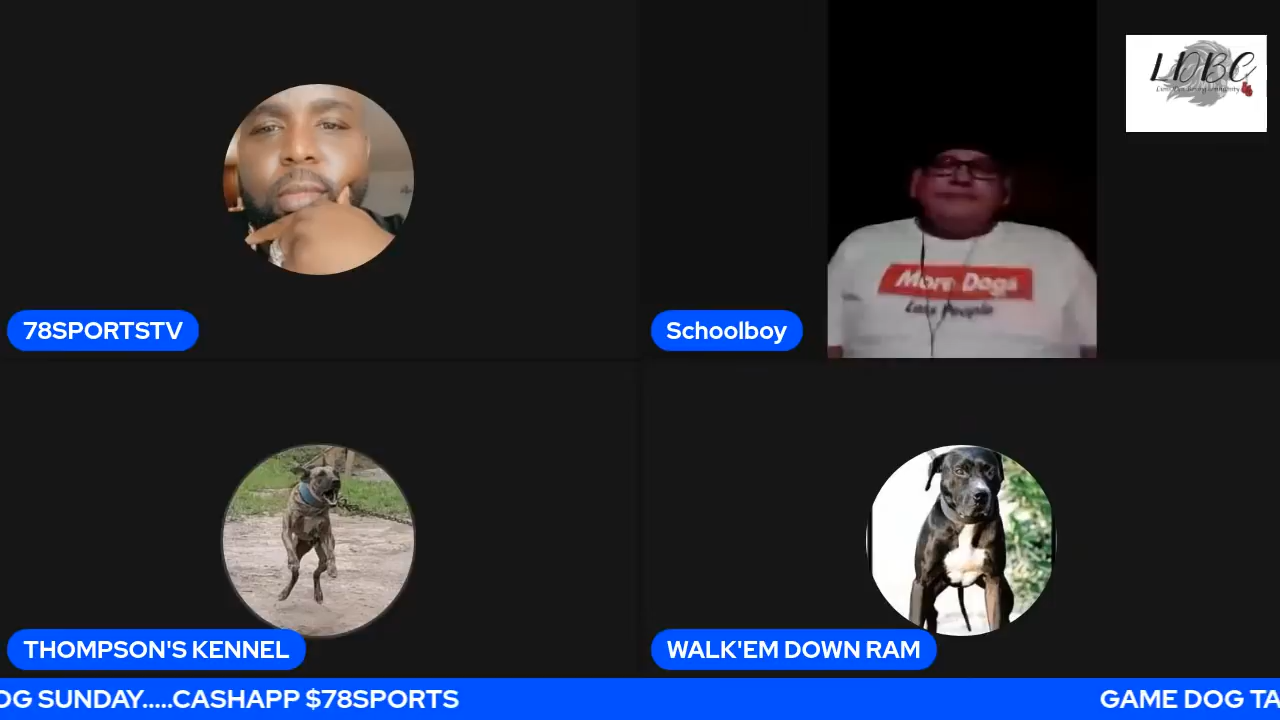 LDBC
More Dogs
Less People
78SPORTSTV
Schoolboy
THOMPSON'S KENNEL
WALK'EM DOWN RAM
OG SUNDAY.....CASHAPP $78SPORTS
GAME DOG TA